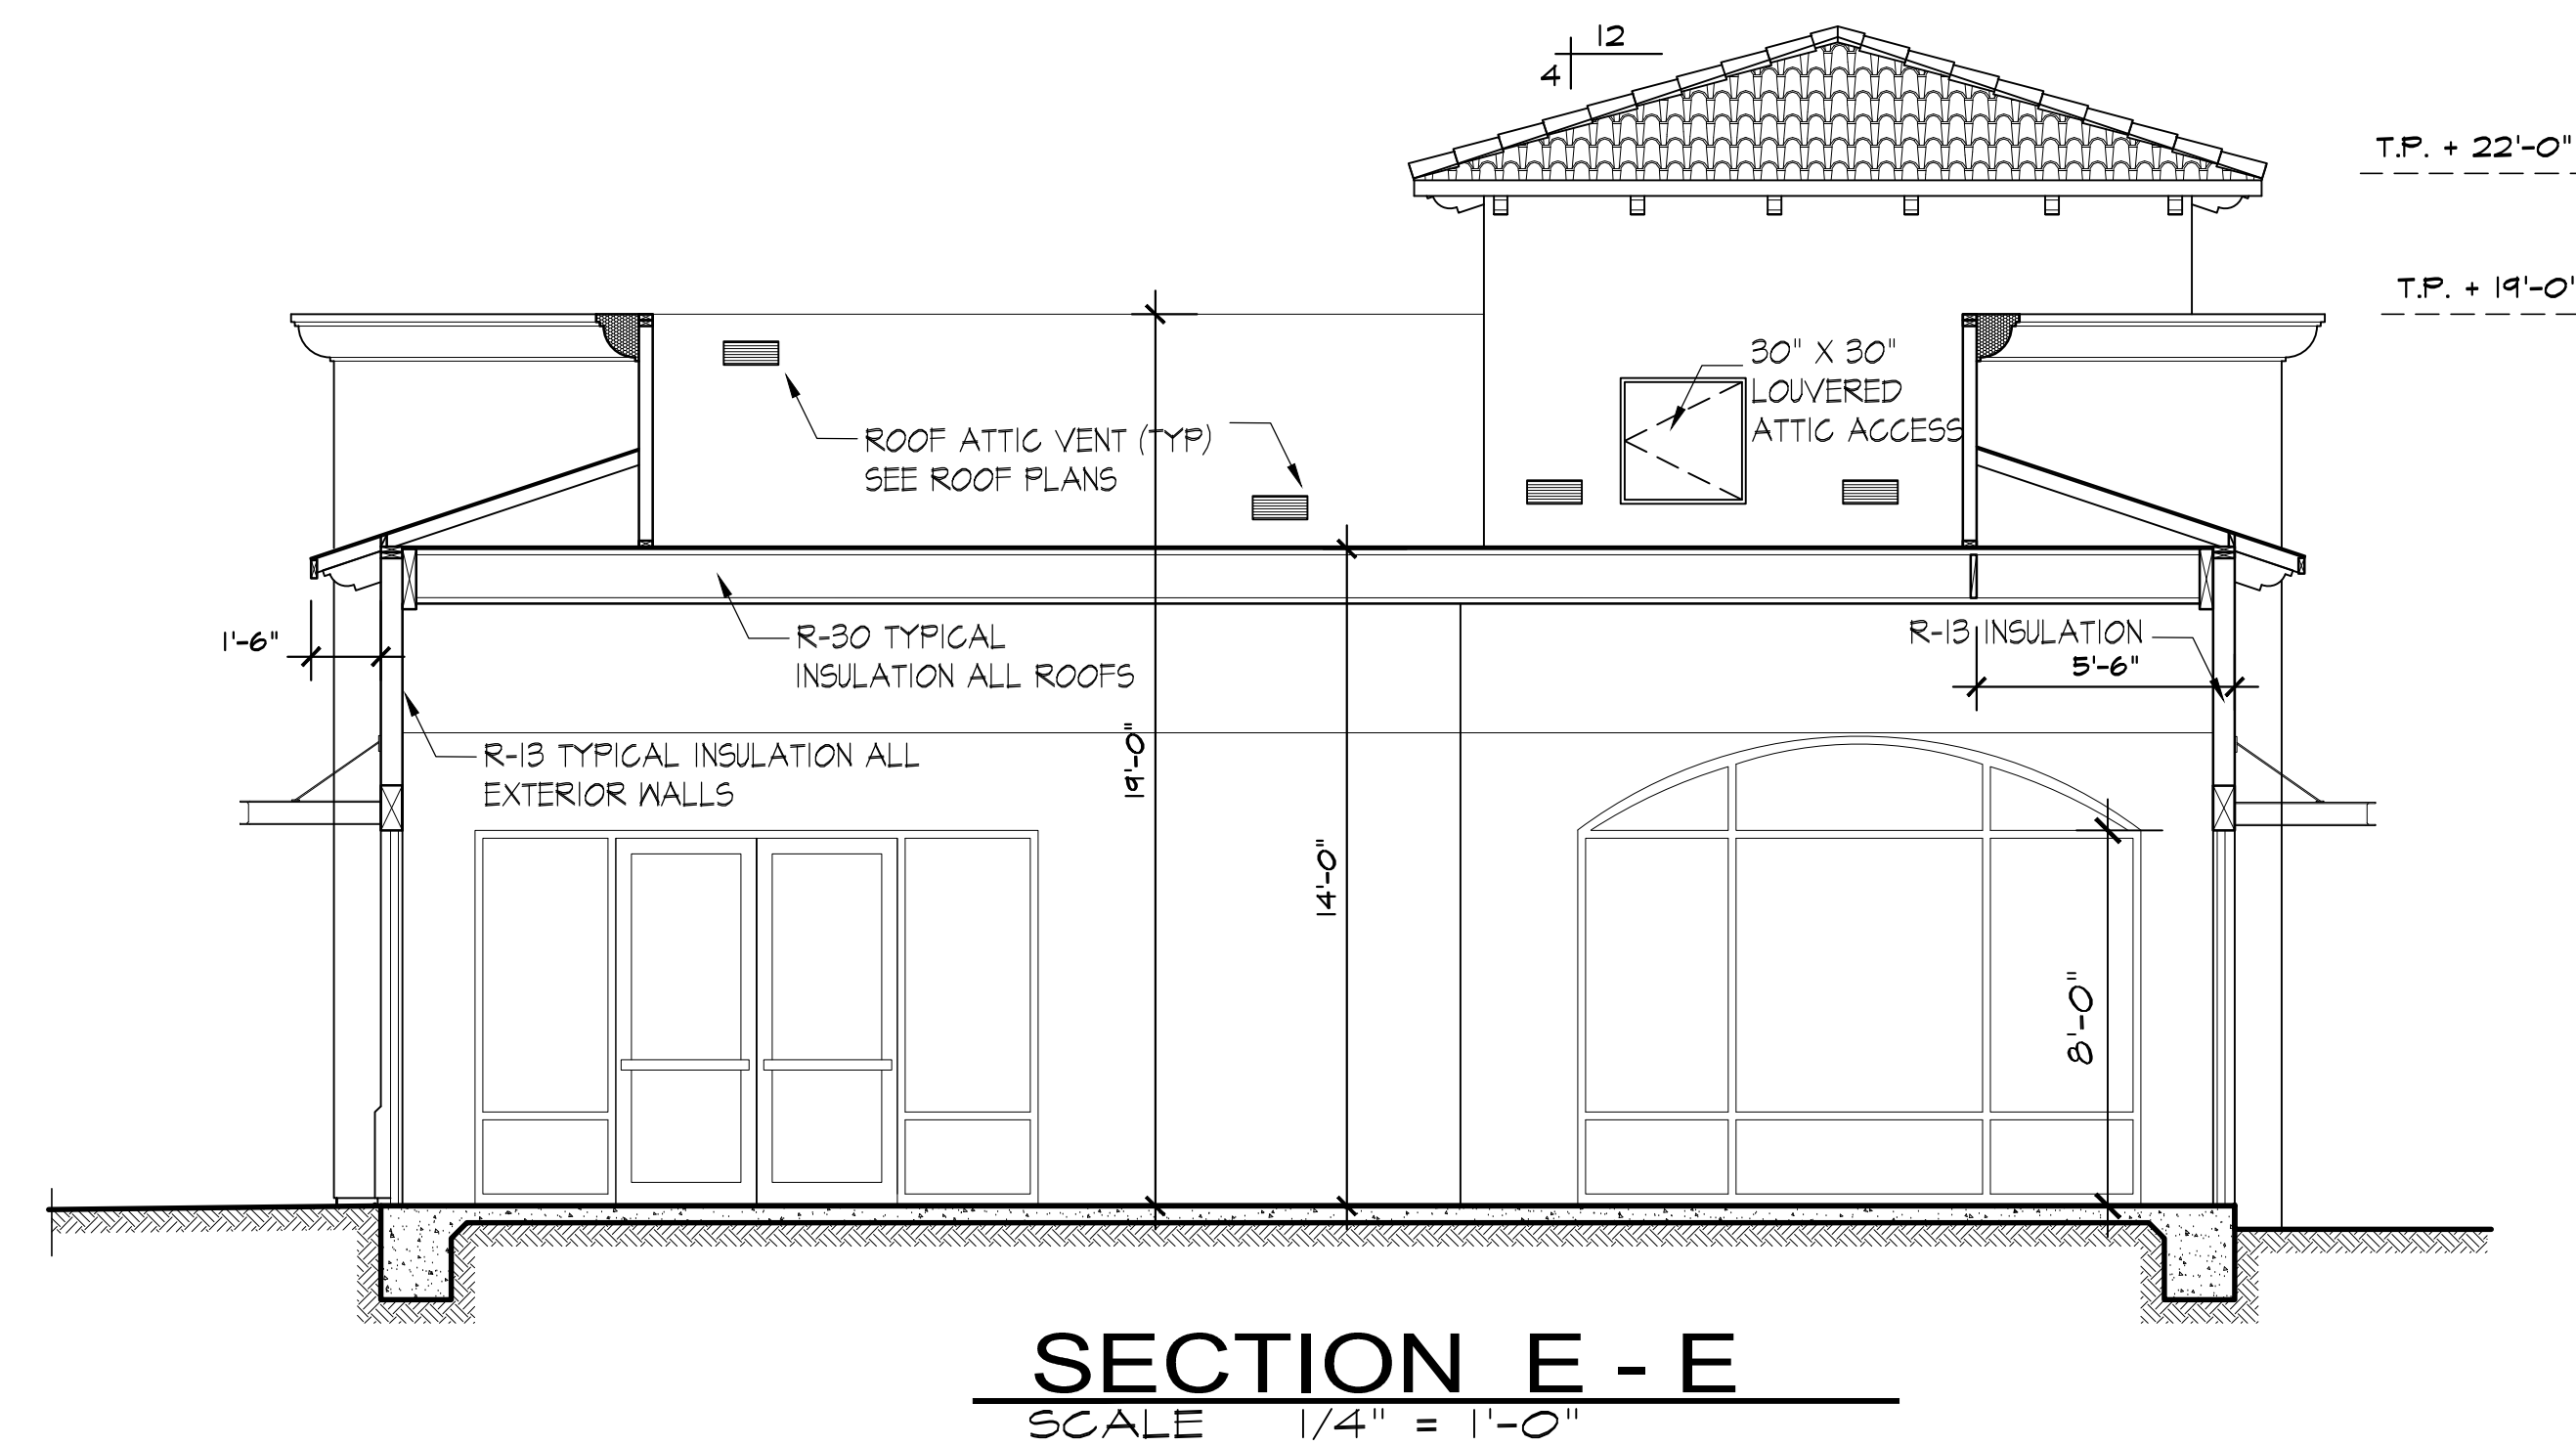 12
4
T.P. + 22'-0"
T.P. + 19'-0"
30" X 30"
LOUVERED
ATTIC ACCESS
ROOF ATTIC VENT (TYP)
SEE ROOF PLANS
1'-6"
R-30 TYPICAL
INSULATION ALL ROOFS
R-13 INSULATION
5'-6"
R-13 TYPICAL INSULATION ALL
EXTERIOR WALLS
19'-0"
14'-0"
8'-0"
SECTION E - E
SCALE 1/4" = 1'-0"